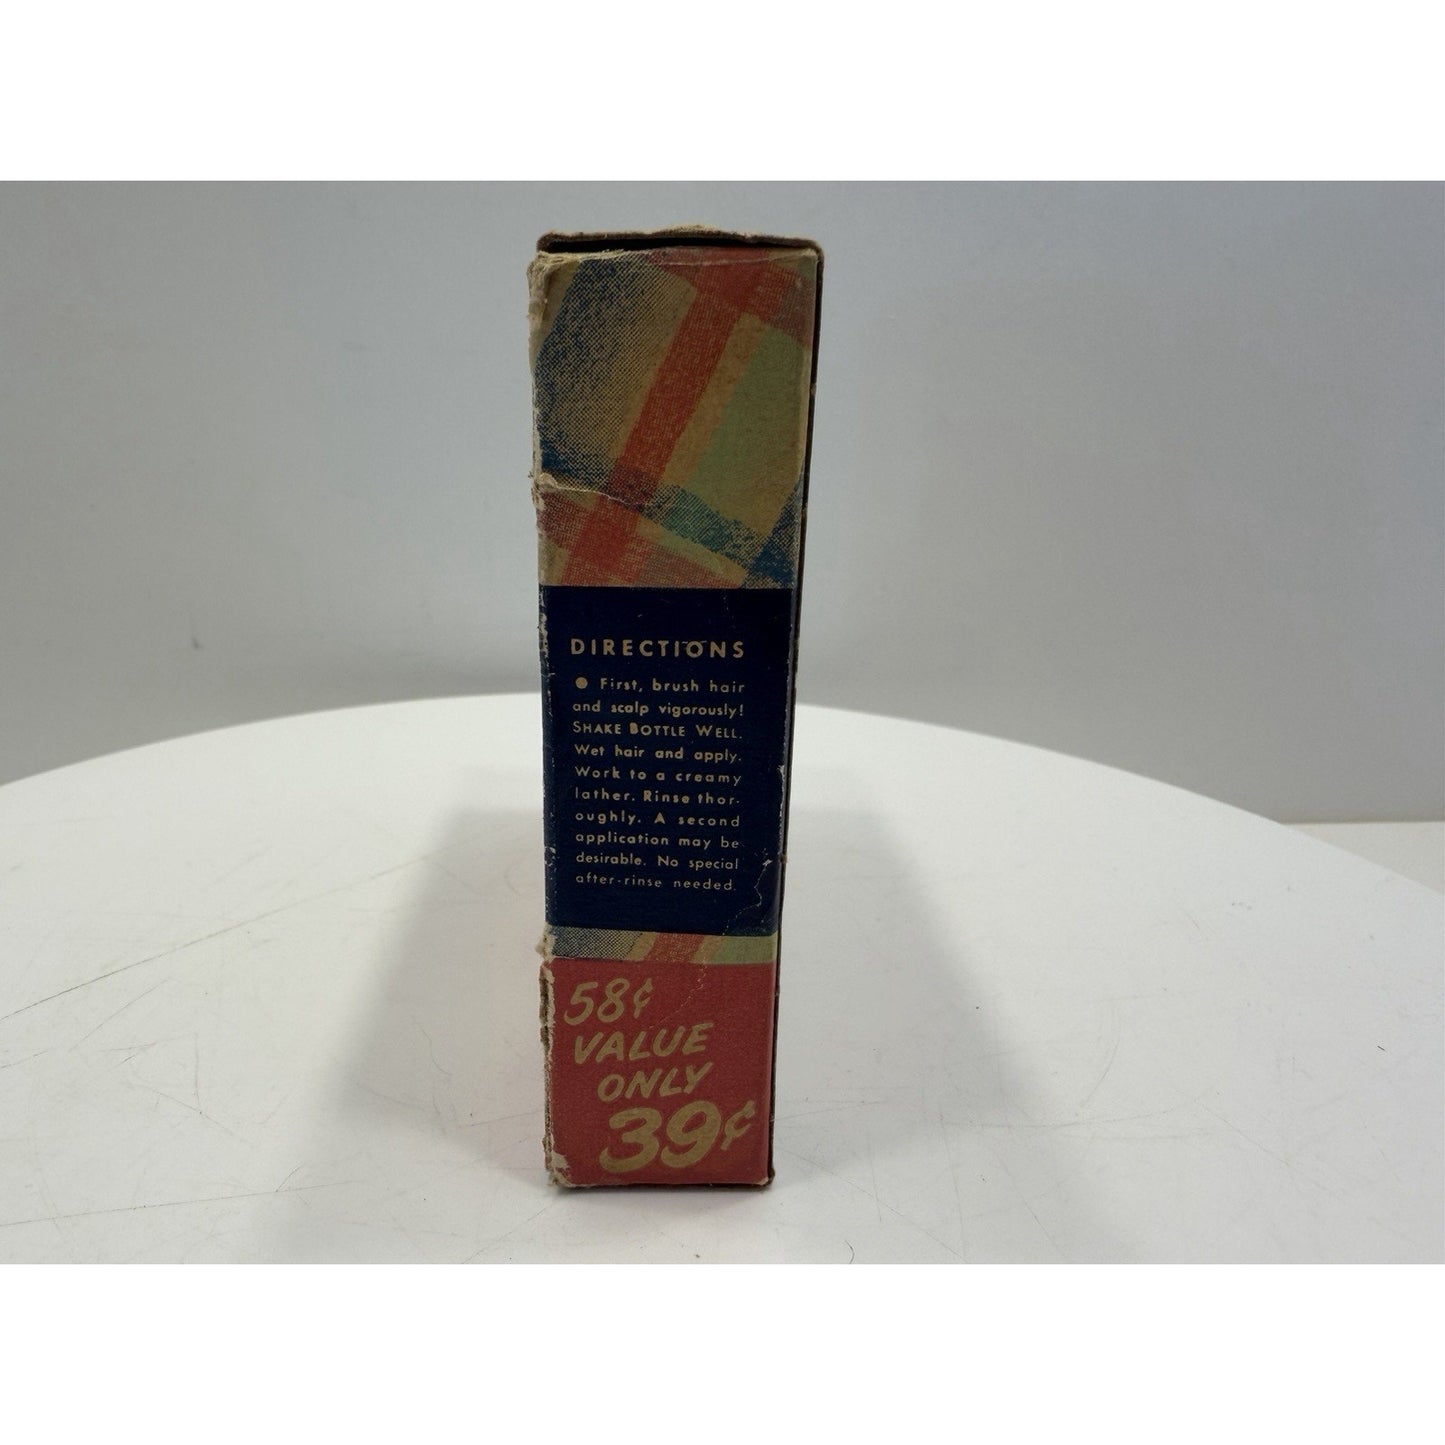 DIRECTIONS
● First, brush hair
and scalp vigorously!
SHAKE BOTTLE WELL.
Wet hair and apply.
Work to a creamy
lather. Rinse thor-
oughly. A second
application may be
desirable. No special
after-rinse needed.
58¢
VALUE
ONLY
39¢